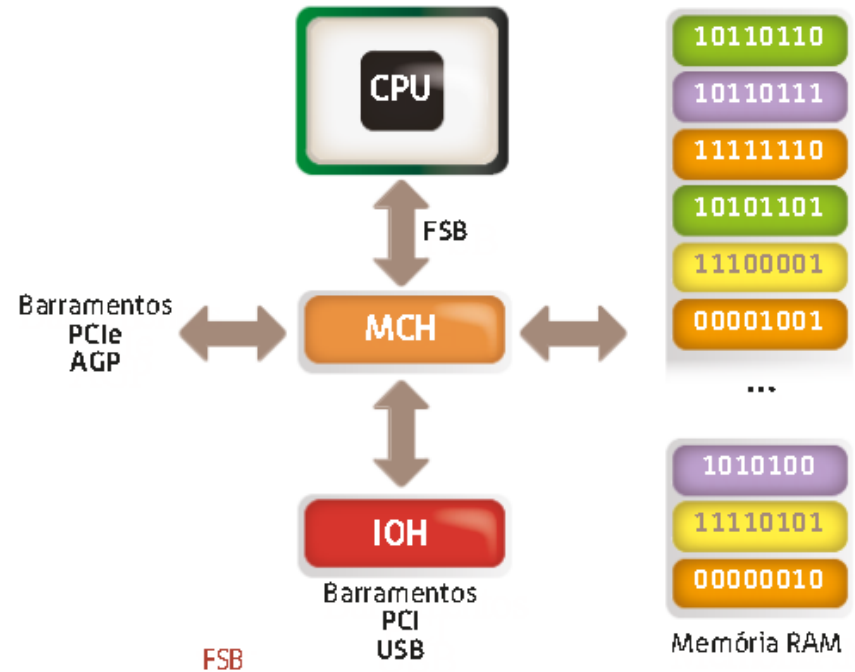 CPU
FSB
Barramentos
PCIe
AGP
MCH
IOH
Barramentos
PCI
USB
FSB
10110110
10110111
11111110
10101101
11100001
00001001
...
1010100
11110101
00000010
Memória RAM